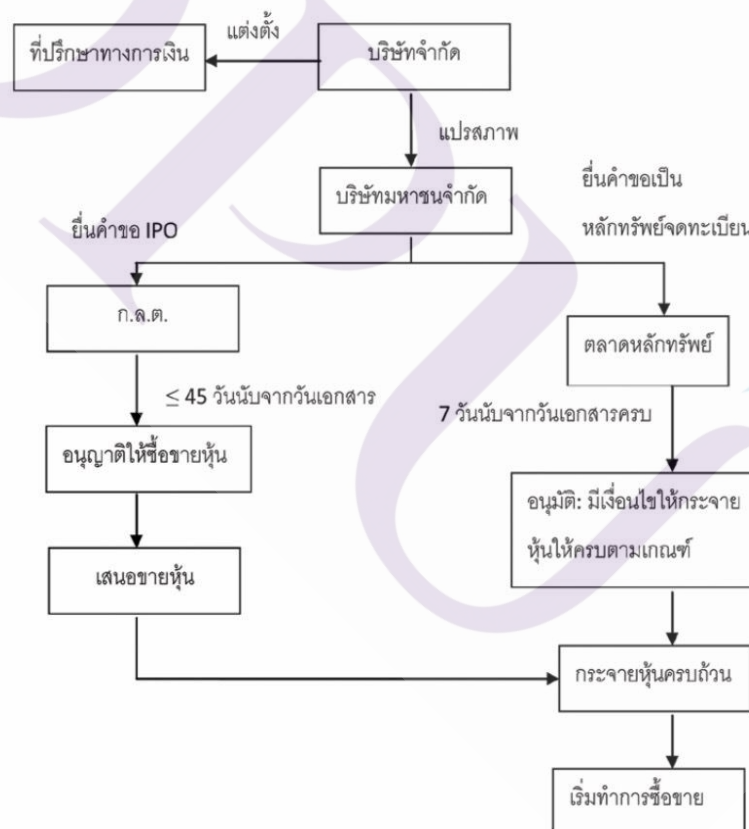 แต่งตั้ง
ที่ปรึกษาทางการเงิน
บริษัทจำกัด
แปรสภาพ
บริษัทมหาชนจำกัด
ยื่นคำขอเป็น
หลักทรัพย์จดทะเบียน
ยื่นคำขอ IPO
ก.ล.ต.
ตลาดหลักทรัพย์
≤ 45 วันนับจากวันเอกสาร
7 วันนับจากวันเอกสารครบ
อนุญาติให้ซื้อขายหุ้น
อนุมัติ: มีเงื่อนไขให้กระจาย
หุ้นให้ครบตามเกณฑ์
เสนอขายหุ้น
กระจายหุ้นครบถ้วน
เริ่มทำการซื้อขาย